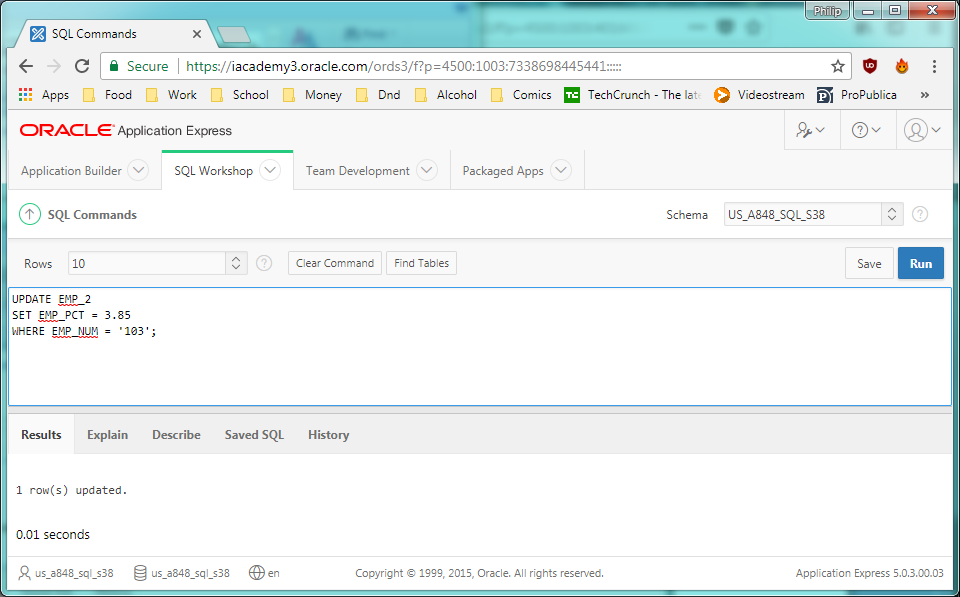 Philip
SQL Commands
Secure https://iacademy3.oracle.com/ords3/f?p=4500:1003:7338698445441:::::
Apps Food Work School Money Dnd Alcohol Comics TC TechCrunch - The late Videostream ProPublica »
ORACLE Application Express
Application Builder SQL Workshop Team Development Packaged Apps
SQL Commands Schema US_A848_SQL_S38
Rows 10 Clear Command Find Tables Save Run
UPDATE EMP_2
SET EMP_PCT = 3.85
WHERE EMP_NUM = '103';
Results Explain Describe Saved SQL History
1 row(s) updated.
0.01 seconds
us_a848_sql_s38 us_a848_sql_s38 en Copyright © 1999, 2015, Oracle. All rights reserved. Application Express 5.0.3.00.03